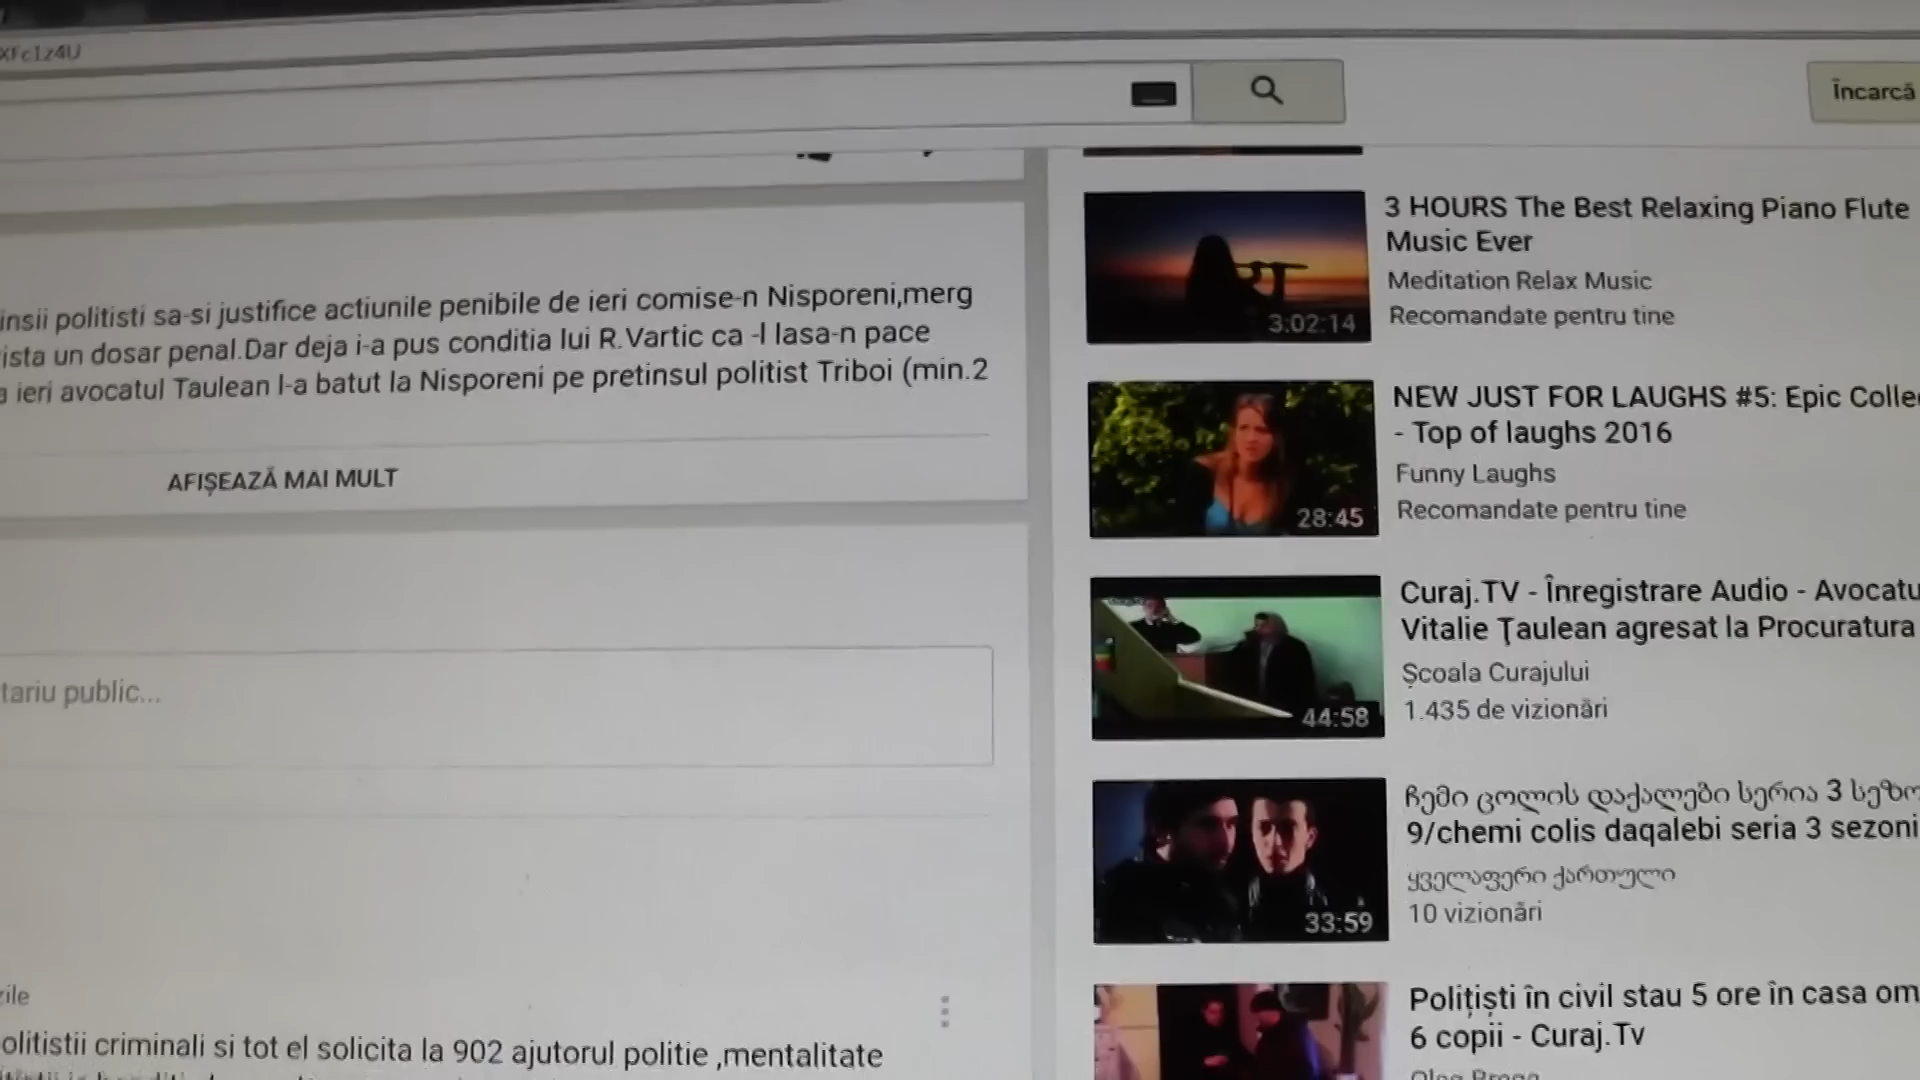 XFc1z4U
Încarcă
insii politisti sa-si justifice actiunile penibile de ieri comise-n Nisporeni,merg
ista un dosar penal.Dar deja i-a pus conditia lui R.Vartic ca -l lasa-n pace
a ieri avocatul Taulean l-a batut la Nisporeni pe pretinsul politist Triboi (min.2
AFIȘEAZĂ MAI MULT
tariu public...
zile
olitistii criminali si tot el solicita la 902 ajutorul politie ,mentalitate
3:02:14
3 HOURS The Best Relaxing Piano Flute
Music Ever
Meditation Relax Music
Recomandate pentru tine
28:45
NEW JUST FOR LAUGHS #5: Epic Colle
- Top of laughs 2016
Funny Laughs
Recomandate pentru tine
44:58
Curaj.TV - Înregistrare Audio - Avocatu
Vitalie Ţaulean agresat la Procuratura
Școala Curajului
1.435 de vizionări
33:59
ჩემი ცოლის დაქალები სერია 3 სეზო
9/chemi colis daqalebi seria 3 sezoni
ყველაფერი ქართული
10 vizionări
Polițiști în civil stau 5 ore în casa om
6 copii - Curaj.Tv